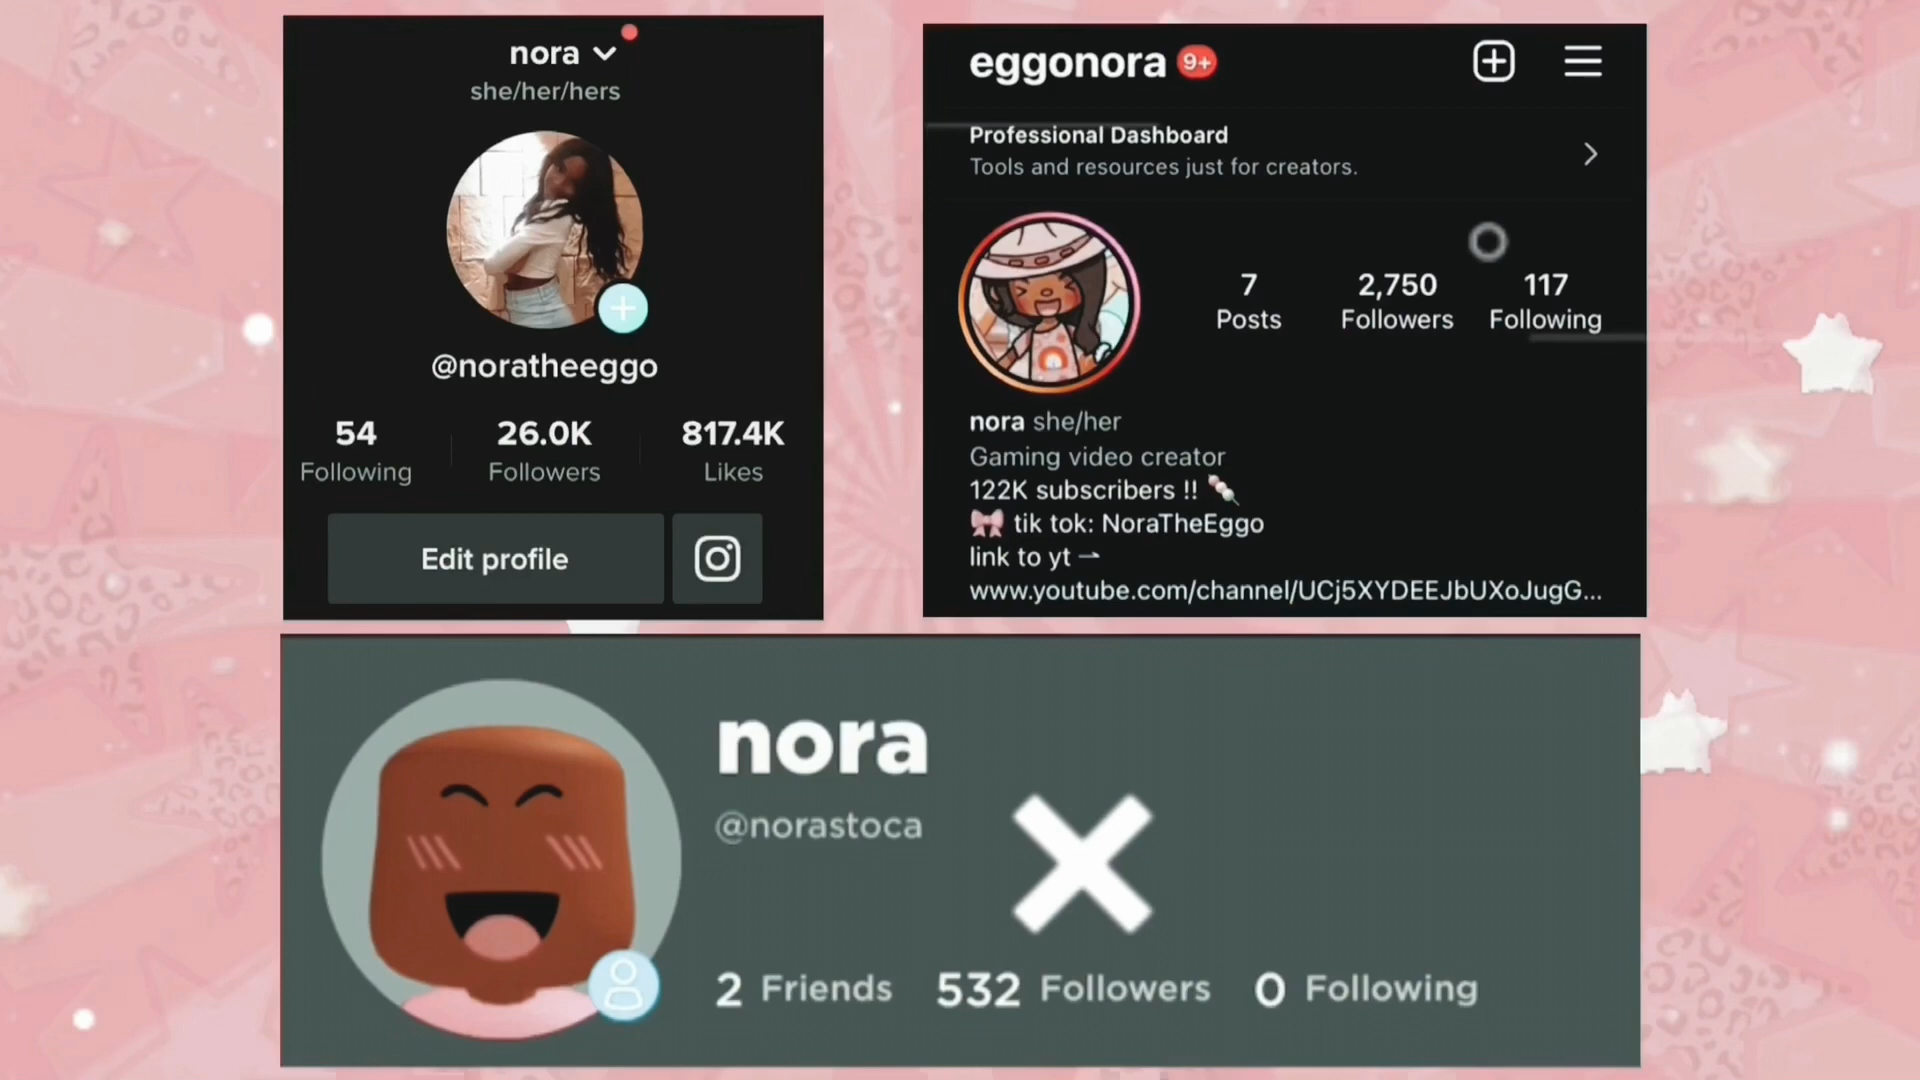 nora
she/her/hers
@noratheeggo
54 26.0K 817.4K
Following Followers Likes
Edit profile
eggonora 9+
Professional Dashboard
Tools and resources just for creators.
7 2,750 117
Posts Followers Following
nora she/her
Gaming video creator
122K subscribers !! 🍡
🎀 tik tok: NoraTheEggo
link to yt ⇀
www.youtube.com/channel/UCj5XYDEEJbUXoJugG...
nora
@norastoca
2 Friends 532 Followers 0 Following